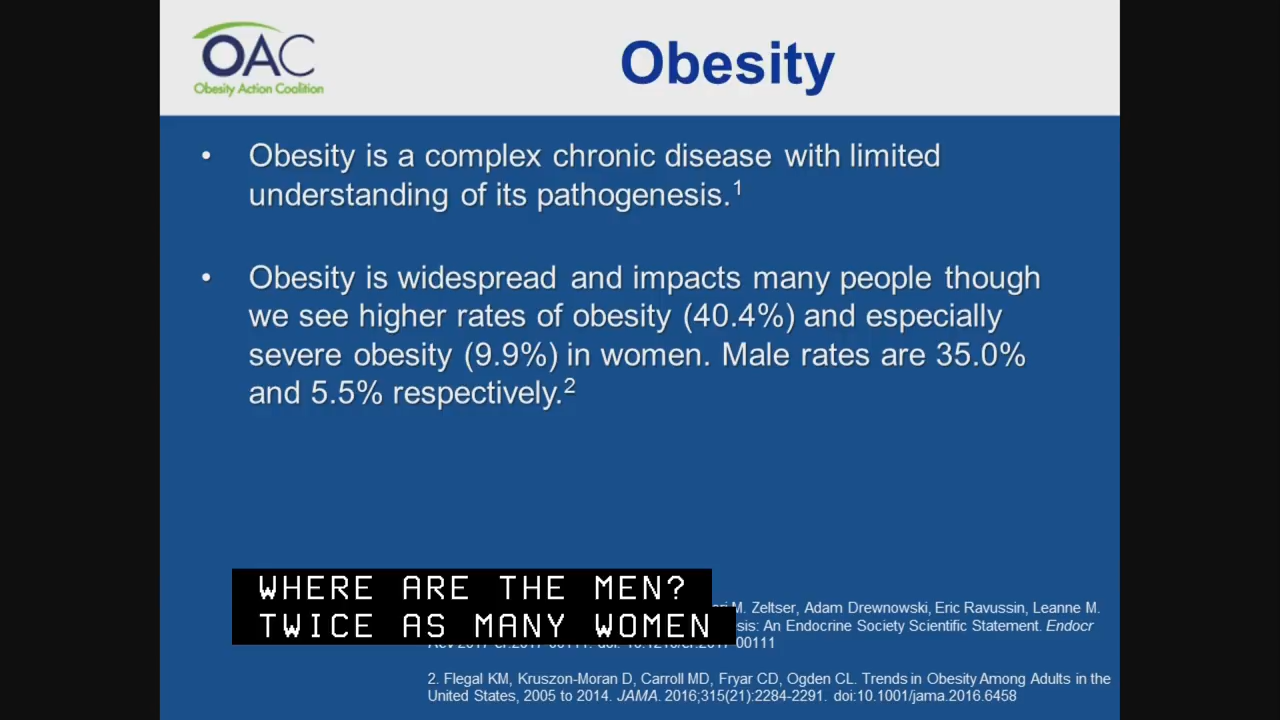 OAC
Obesity Action Coalition
Obesity
• Obesity is a complex chronic disease with limited
understanding of its pathogenesis.1
• Obesity is widespread and impacts many people though
we see higher rates of obesity (40.4%) and especially
severe obesity (9.9%) in women. Male rates are 35.0%
and 5.5% respectively.2
WHERE ARE THE MEN?
TWICE AS MANY WOMEN
M. Zeltser, Adam Drewnowski, Eric Ravussin, Leanne M.
sis: An Endocrine Society Scientific Statement. Endocr
00111
2. Flegal KM, Kruszon-Moran D, Carroll MD, Fryar CD, Ogden CL. Trends in Obesity Among Adults in the
United States, 2005 to 2014. JAMA. 2016;315(21):2284-2291. doi:10.1001/jama.2016.6458